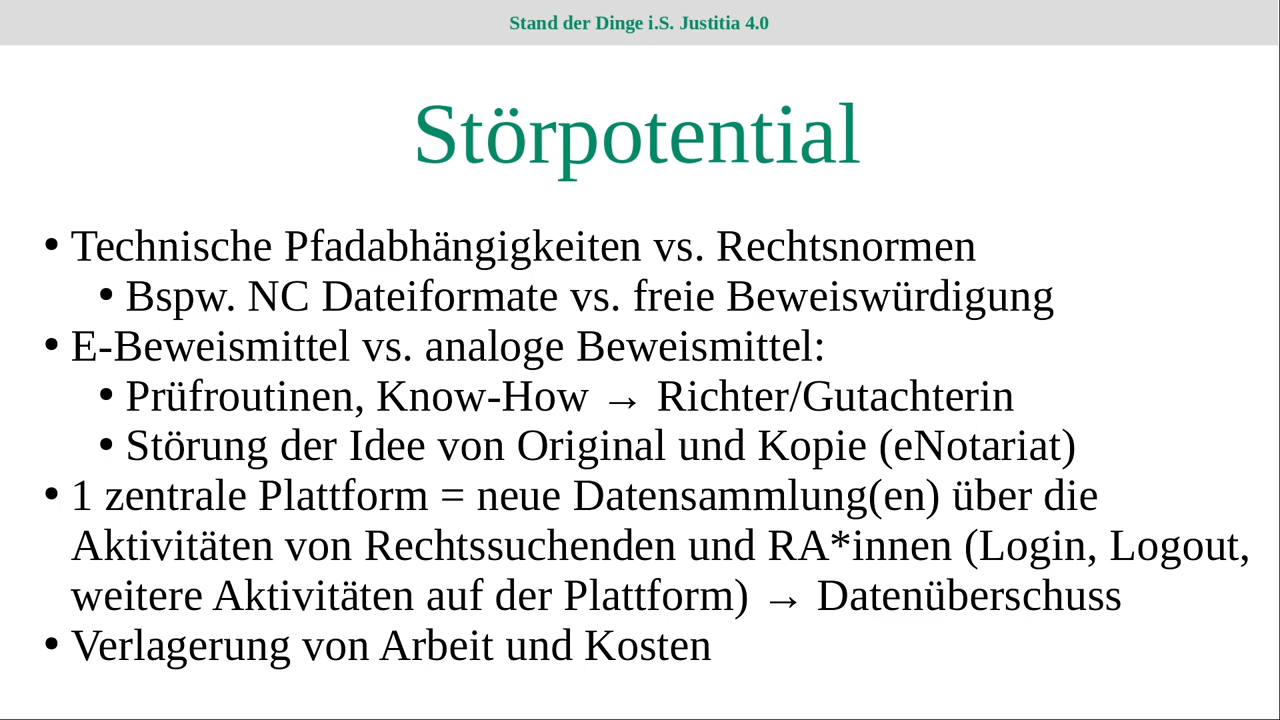 Stand der Dinge i.S. Justitia 4.0
Störpotential
• Technische Pfadabhängigkeiten vs. Rechtsnormen
• Bspw. NC Dateiformate vs. freie Beweiswürdigung
• E-Beweismittel vs. analoge Beweismittel:
• Prüfroutinen, Know-How → Richter/Gutachterin
• Störung der Idee von Original und Kopie (eNotariat)
• 1 zentrale Plattform = neue Datensammlung(en) über die
Aktivitäten von Rechtssuchenden und RA*innen (Login, Logout,
weitere Aktivitäten auf der Plattform) → Datenüberschuss
• Verlagerung von Arbeit und Kosten